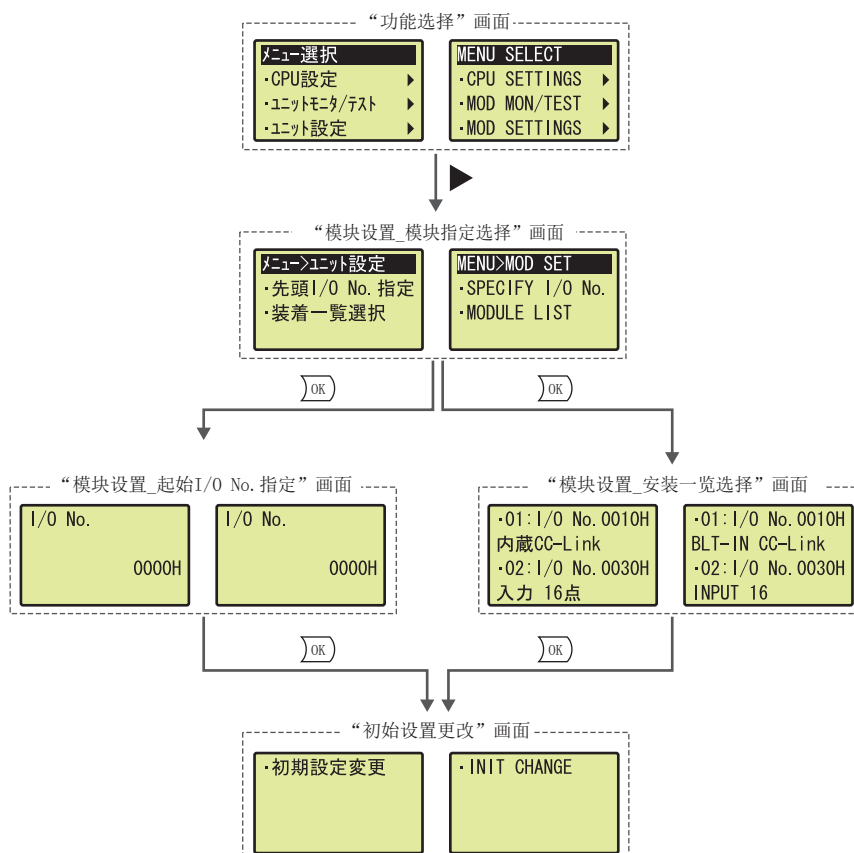 “功能选择”画面
ﾒﾆｭｰ選択
･CPU設定
･ﾕﾆｯﾄﾓﾆﾀ/ﾃｽﾄ
･ﾕﾆｯﾄ設定
MENU SELECT
･CPU SETTINGS
･MOD MON/TEST
･MOD SETTINGS
“模块设置_模块指定选择”画面
ﾒﾆｭｰ>ﾕﾆｯﾄ設定
･先頭I/O No.指定
･装着一覧選択
MENU>MOD SET
･SPECIFY I/O No.
･MODULE LIST
OK
OK
“模块设置_起始I/O No.指定”画面
I/O No.
0000H
I/O No.
0000H
“模块设置_安装一览选择”画面
･01:I/O No.0010H
内蔵CC-Link
･02:I/O No.0030H
入力 16点
･01:I/O No.0010H
BLT-IN CC-Link
･02:I/O No.0030H
INPUT 16
OK
OK
“初始设置更改”画面
･初期設定変更
･INIT CHANGE